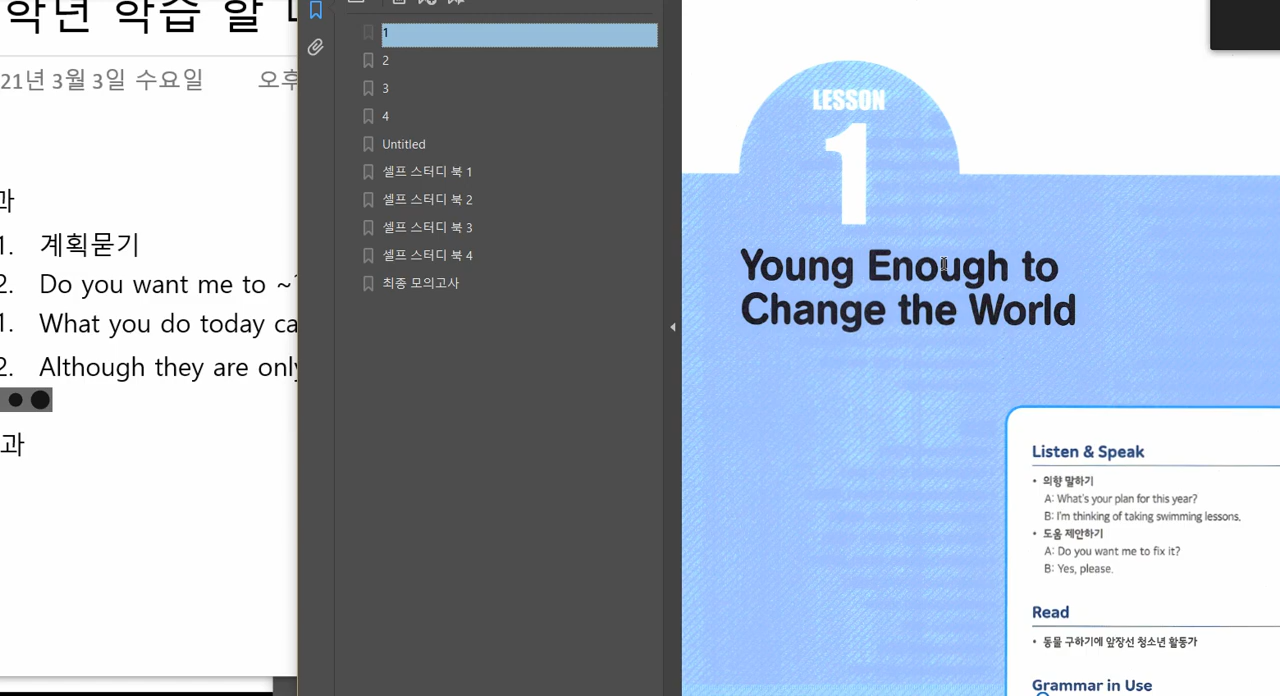 학년 학습 할
21년 3월 3일 수요일 오후
과
1. 계획묻기
2. Do you want me to ~?
1. What you do today ca
2. Although they are only
과
1
2
3
4
Untitled
셀프 스터디 북 1
셀프 스터디 북 2
셀프 스터디 북 3
셀프 스터디 북 4
최종 모의고사
LESSON
1
Young Enough to
Change the World
Listen & Speak
• 의향 말하기
A: What's your plan for this year?
B: I'm thinking of taking swimming lessons.
• 도움 제안하기
A: Do you want me to fix it?
B: Yes, please.
Read
• 동물 구하기에 앞장선 청소년 활동가
Grammar in Use